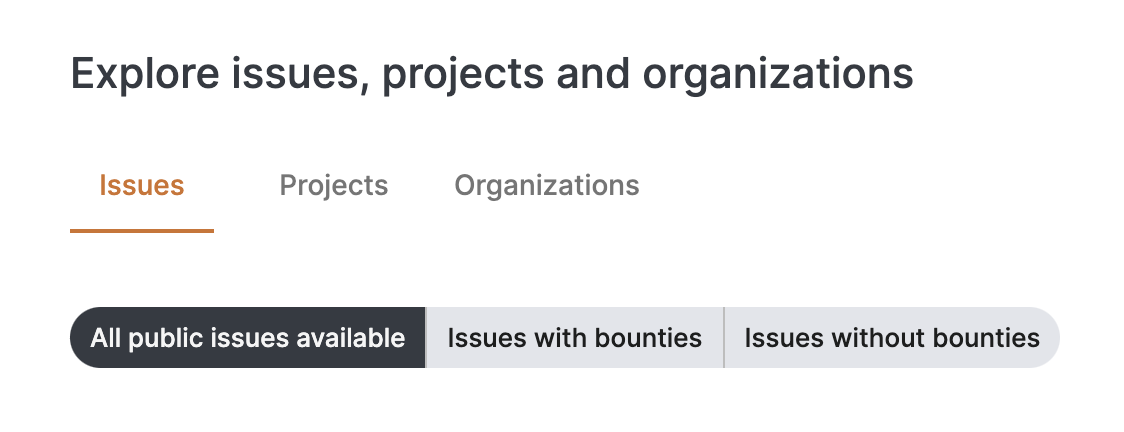 Explore issues, projects and organizations
Issues Projects Organizations
All public issues available Issues with bounties Issues without bounties